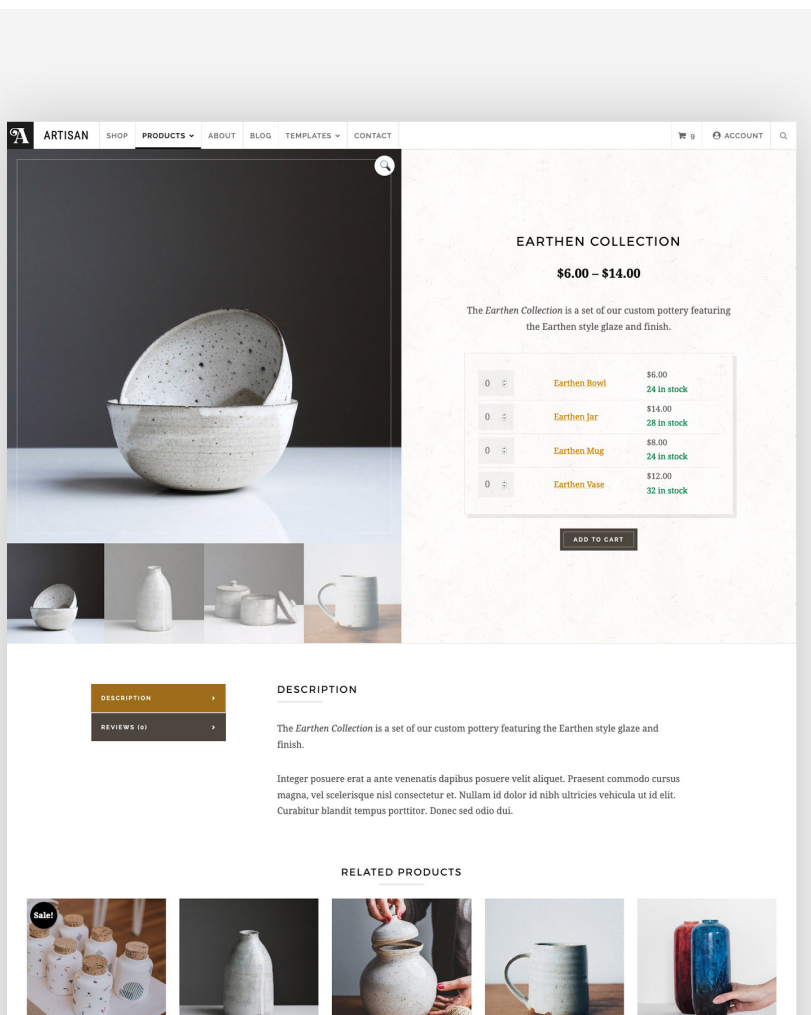 A ARTISAN SHOP PRODUCTS ABOUT BLOG TEMPLATES CONTACT 9 ACCOUNT
EARTHEN COLLECTION
$6.00 – $14.00
The Earthen Collection is a set of our custom pottery featuring
the Earthen style glaze and finish.
0 Earthen Bowl $6.00
24 in stock
0 Earthen Jar $14.00
28 in stock
0 Earthen Mug $8.00
24 in stock
0 Earthen Vase $12.00
32 in stock
ADD TO CART
DESCRIPTION
REVIEWS (0)
DESCRIPTION
The Earthen Collection is a set of our custom pottery featuring the Earthen style glaze and
finish.
Integer posuere erat a ante venenatis dapibus posuere velit aliquet. Praesent commodo cursus
magna, vel scelerisque nisl consectetur et. Nullam id dolor id nibh ultricies vehicula ut id elit.
Curabitur blandit tempus porttitor. Donec sed odio dui.
RELATED PRODUCTS
Sale!